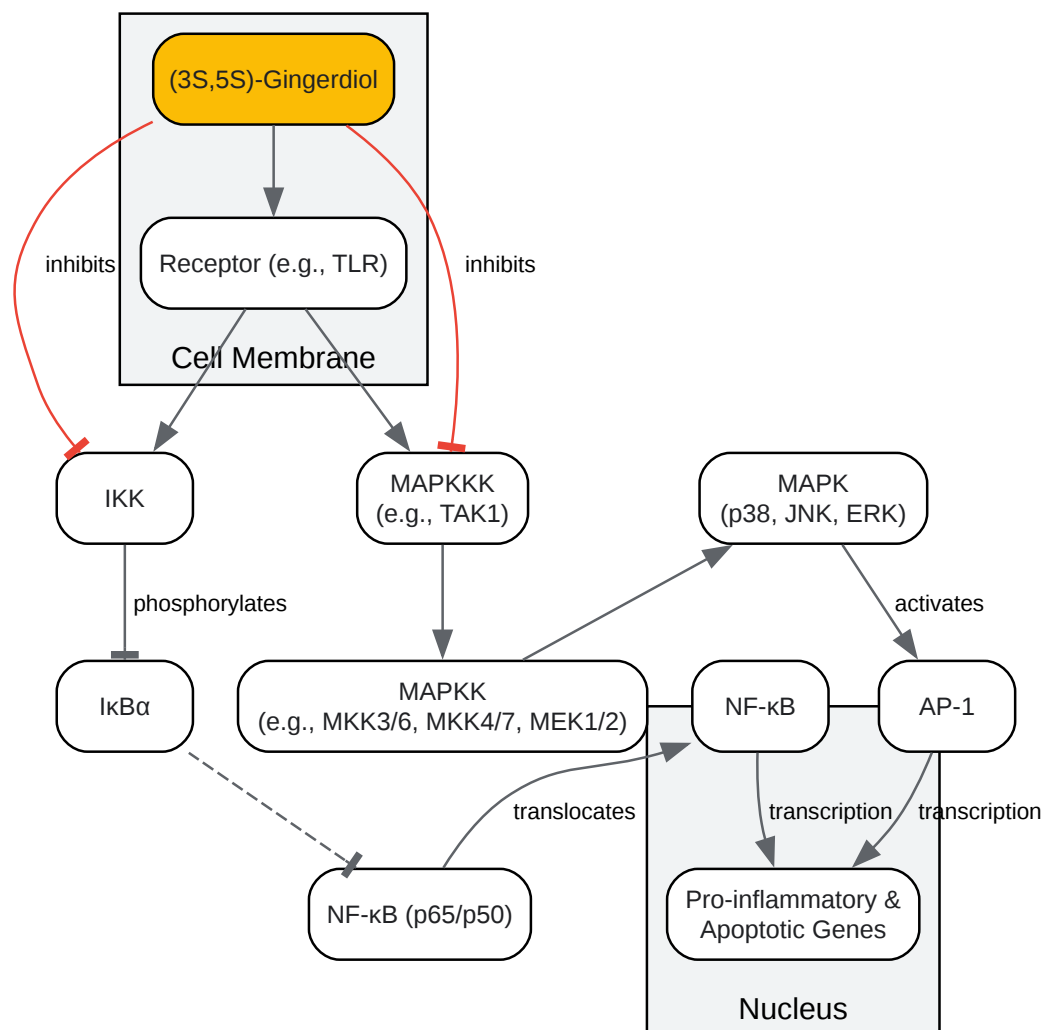 (3S,5S)-Gingerdiol
inhibits
Receptor (e.g., TLR)
inhibits
Cell Membrane
IKK
MAPKKK
(e.g., TAK1)
MAPK
(p38, JNK, ERK)
phosphorylates
activates
IκBα
MAPKK
(e.g., MKK3/6, MKK4/7, MEK1/2)
NF-κB
AP-1
translocates
transcription
transcription
NF-κB (p65/p50)
Pro-inflammatory &
Apoptotic Genes
Nucleus